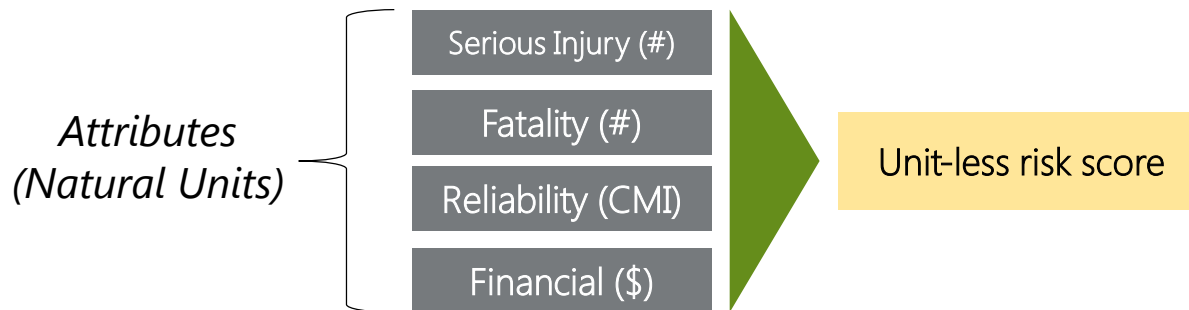 Attributes
(Natural Units)
Serious Injury (#)
Fatality (#)
Reliability (CMI)
Financial ($)
Unit-less risk score